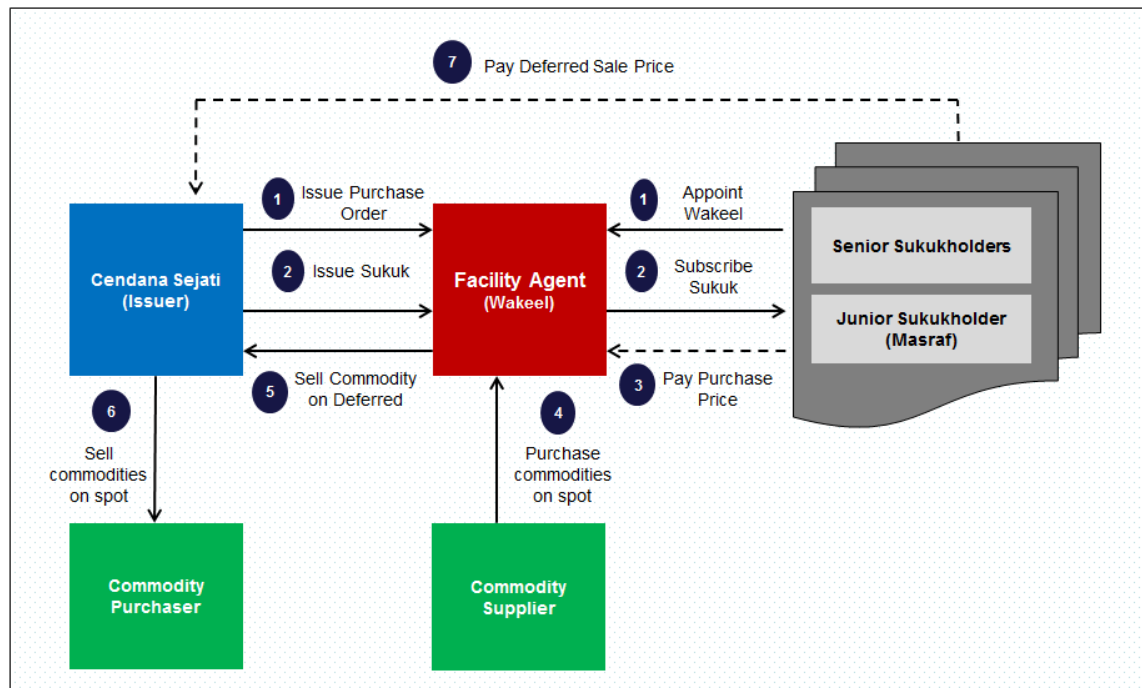 7
Pay Deferred Sale Price
1
Issue Purchase
Order
1
Appoint
Wakeel
Cendana Sejati
(Issuer)
2
Issue Sukuk
Facility Agent
(Wakeel)
2
Subscribe
Sukuk
Senior Sukukholders
Junior Sukukholder
(Masraf)
5
Sell Commodity
on Deferred
3
Pay Purchase
Price
6
Sell
commodities
on spot
4
Purchase
commodities
on spot
Commodity
Purchaser
Commodity
Supplier